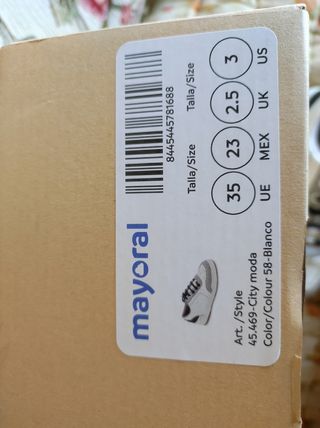 mayoral
8445445781688
Art./Style
45.469-City moda
Color/Colour 58-Blanco
Talla/Size
Talla/Size
35 23 2.5 3
UE MEX UK US